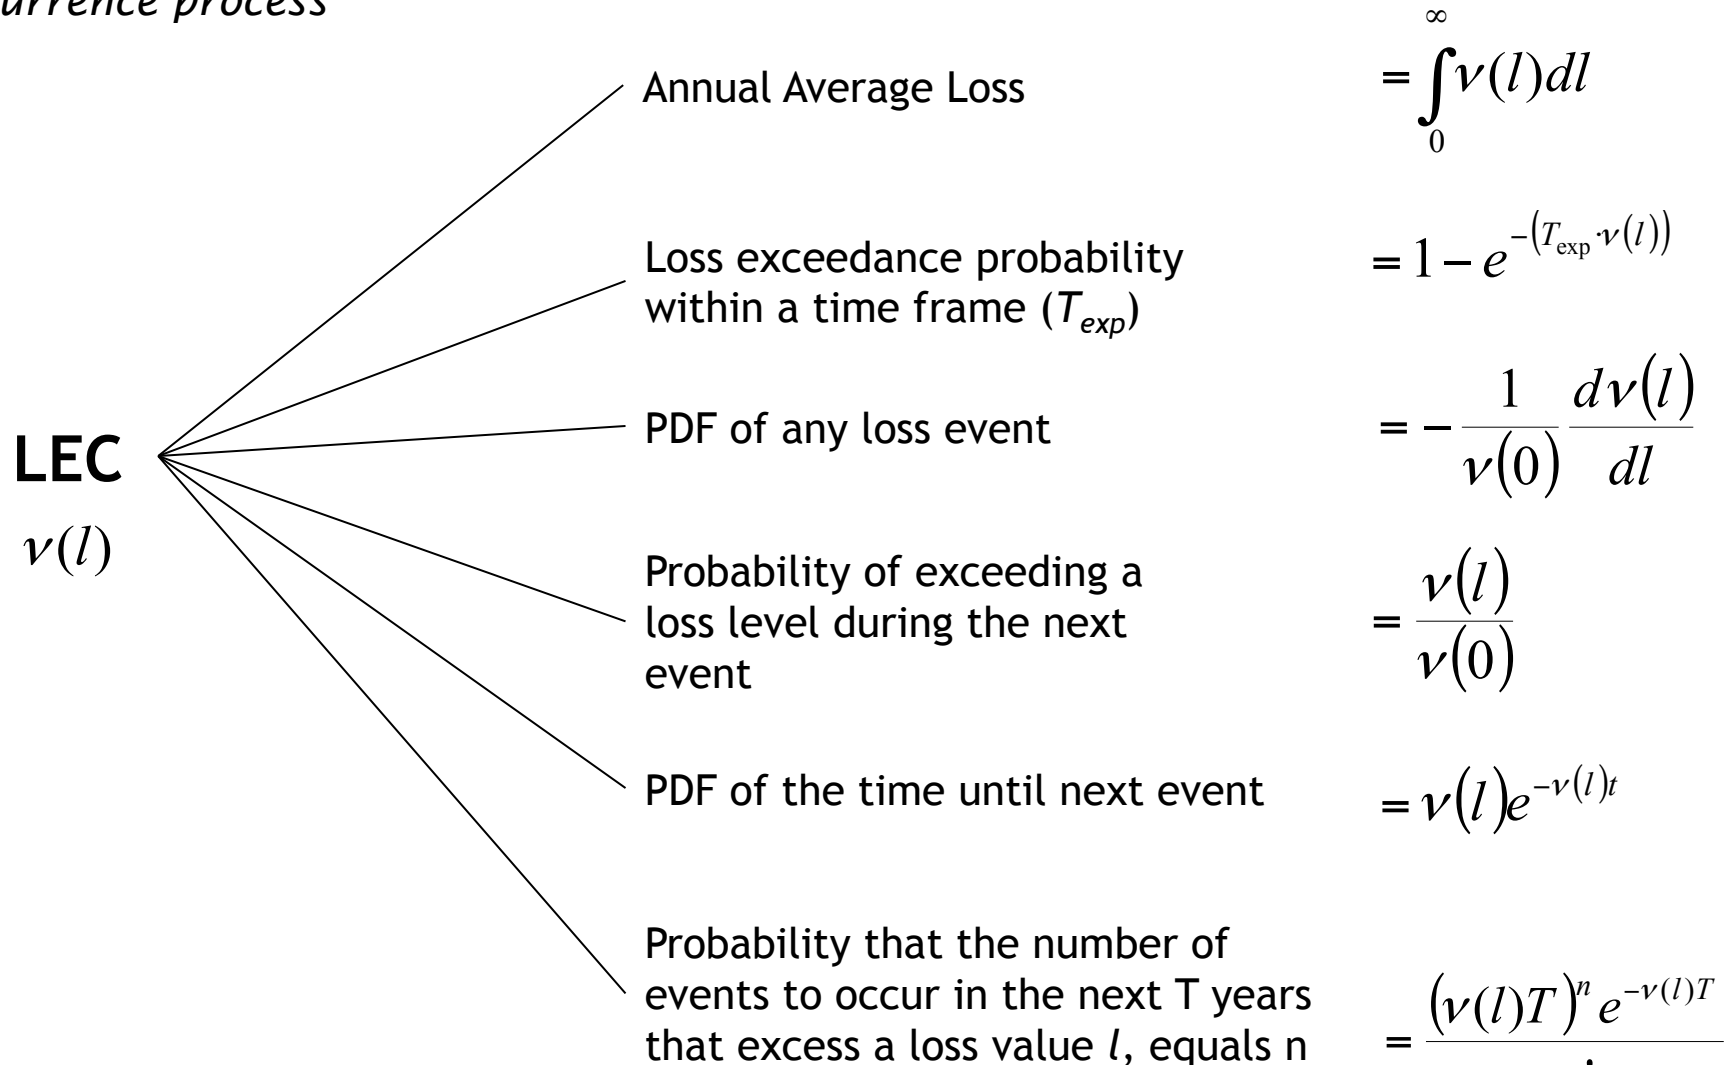 process
Annual Average Loss
= ∫₀^∞ ν(l)dl
Loss exceedance probability
within a time frame (T_exp)
= 1 − e^−(T_exp·ν(l))
PDF of any loss event
= − 1/ν(0) dν(l)/dl
LEC
ν(l)
Probability of exceeding a
loss level during the next
event
= ν(l)/ν(0)
PDF of the time until next event
= ν(l)e^−ν(l)t
Probability that the number of
events to occur in the next T years
that excess a loss value l, equals n
= (ν(l)T)^n e^−ν(l)T